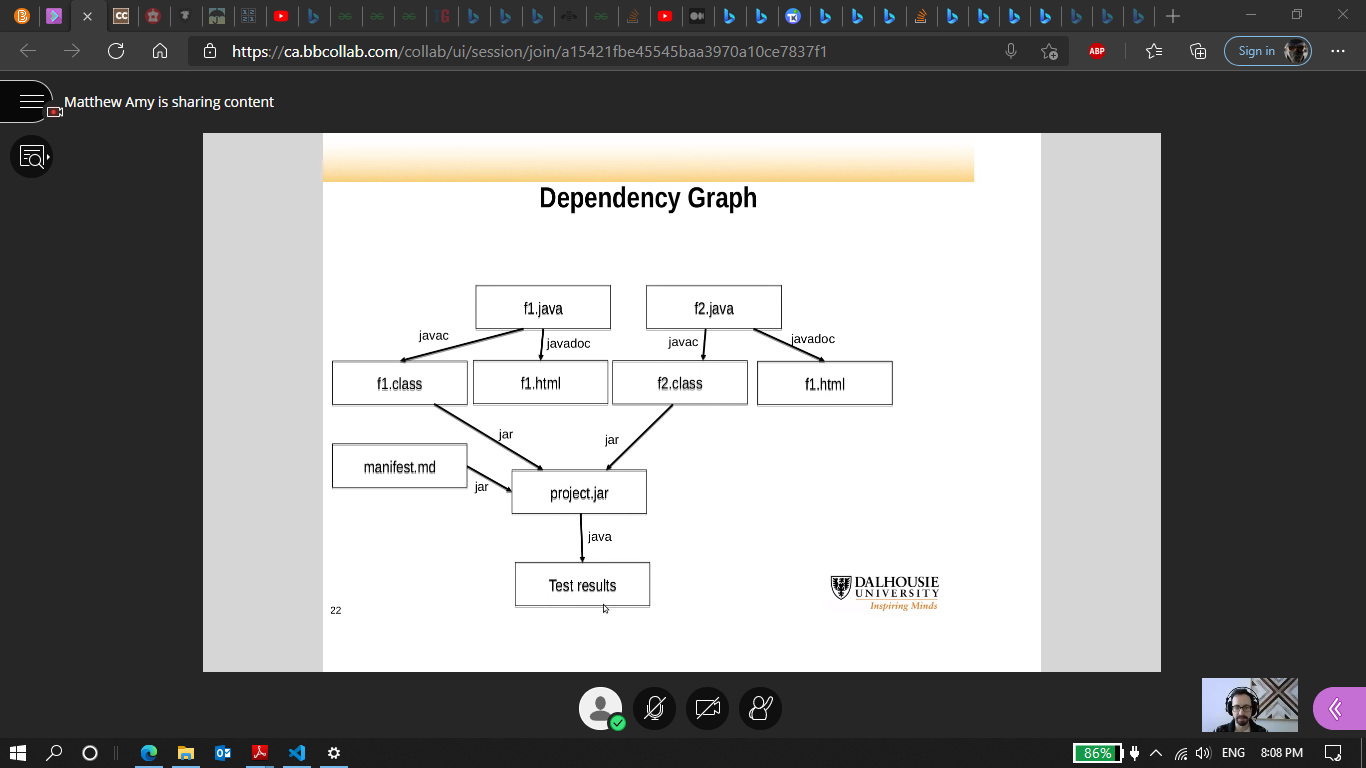 https://ca.bbcollab.com/collab/ui/session/join/a15421fbe45545baa3970a10ce7837f1
ABP
Sign in
Matthew Amy is sharing content
Dependency Graph
f1.java
f2.java
javac
javadoc
javac
javadoc
f1.class
f1.html
f2.class
f1.html
jar
jar
manifest.md
jar
project.jar
java
Test results
22
DALHOUSIE
UNIVERSITY
Inspiring Minds
86%
ENG
8:08 PM